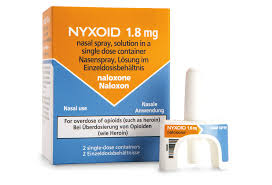 NYXOID 1.8 mg
nasal spray, solution in a
single dose container
Nasenspray, Lösung im
Einzeldosisbehältnis
naloxone
Naloxon
Nasal use
Nasale
Anwendung
For overdose of opioids (such as heroin)
Bei Überdosierung von Opioiden
(wie Heroin)
2 single-dose containers
2 Einzeldosisbehältnisse
NYXOID 1.8 mg